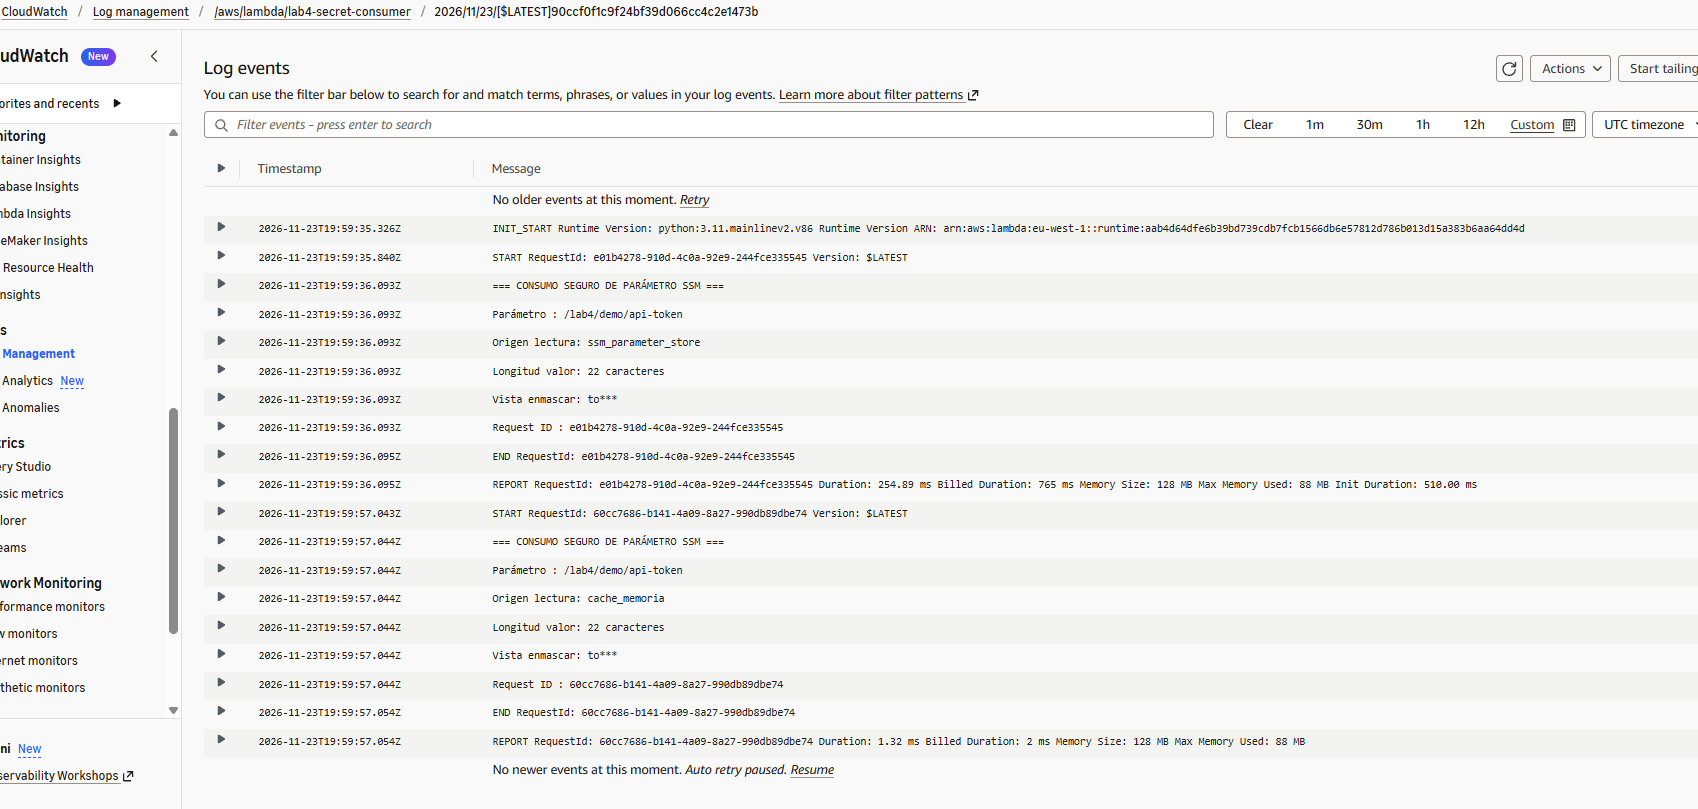 CloudWatch / Log management / /aws/lambda/lab4-secret-consumer / 2026/11/23/[$LATEST]90ccf0f1c9f24bf39d066cc4c2e1473b
oudWatch New
orites and recents
nitoring
tainer Insights
abase Insights
nbda Insights
eMaker Insights
Resource Health
nsights
s
Management
Analytics New
Anomalies
rics
ery Studio
ssic metrics
lorer
eams
work Monitoring
formance monitors
w monitors
ernet monitors
thetic monitors
ni New
servability Workshops
Log events
Actions
Start tailing
You can use the filter bar below to search for and match terms, phrases, or values in your log events. Learn more about filter patterns
Filter events - press enter to search
Clear 1m 30m 1h 12h Custom UTC timezone
Timestamp Message
No older events at this moment. Retry
2026-11-23T19:59:35.326Z INIT_START Runtime Version: python:3.11.mainlinev2.v86 Runtime Version ARN: arn:aws:lambda:eu-west-1::runtime:aab4d64dfe6b39bd739cdb7fcb1566db6e57812d786b013d15a383b6aa64dd4d
2026-11-23T19:59:35.840Z START RequestId: e01b4278-910d-4c0a-92e9-244fce335545 Version: $LATEST
2026-11-23T19:59:36.093Z === CONSUMO SEGURO DE PARÁMETRO SSM ===
2026-11-23T19:59:36.093Z Parámetro : /lab4/demo/api-token
2026-11-23T19:59:36.093Z Origen lectura: ssm_parameter_store
2026-11-23T19:59:36.093Z Longitud valor: 22 caracteres
2026-11-23T19:59:36.093Z Vista enmascar: to***
2026-11-23T19:59:36.093Z Request ID : e01b4278-910d-4c0a-92e9-244fce335545
2026-11-23T19:59:36.095Z END RequestId: e01b4278-910d-4c0a-92e9-244fce335545
2026-11-23T19:59:36.095Z REPORT RequestId: e01b4278-910d-4c0a-92e9-244fce335545 Duration: 254.89 ms Billed Duration: 765 ms Memory Size: 128 MB Max Memory Used: 88 MB Init Duration: 510.00 ms
2026-11-23T19:59:57.043Z START RequestId: 60cc7686-b141-4a09-8a27-990db89dbe74 Version: $LATEST
2026-11-23T19:59:57.044Z === CONSUMO SEGURO DE PARÁMETRO SSM ===
2026-11-23T19:59:57.044Z Parámetro : /lab4/demo/api-token
2026-11-23T19:59:57.044Z Origen lectura: cache_memoria
2026-11-23T19:59:57.044Z Longitud valor: 22 caracteres
2026-11-23T19:59:57.044Z Vista enmascar: to***
2026-11-23T19:59:57.044Z Request ID : 60cc7686-b141-4a09-8a27-990db89dbe74
2026-11-23T19:59:57.054Z END RequestId: 60cc7686-b141-4a09-8a27-990db89dbe74
2026-11-23T19:59:57.054Z REPORT RequestId: 60cc7686-b141-4a09-8a27-990db89dbe74 Duration: 1.32 ms Billed Duration: 2 ms Memory Size: 128 MB Max Memory Used: 88 MB
No newer events at this moment. Auto retry paused. Resume